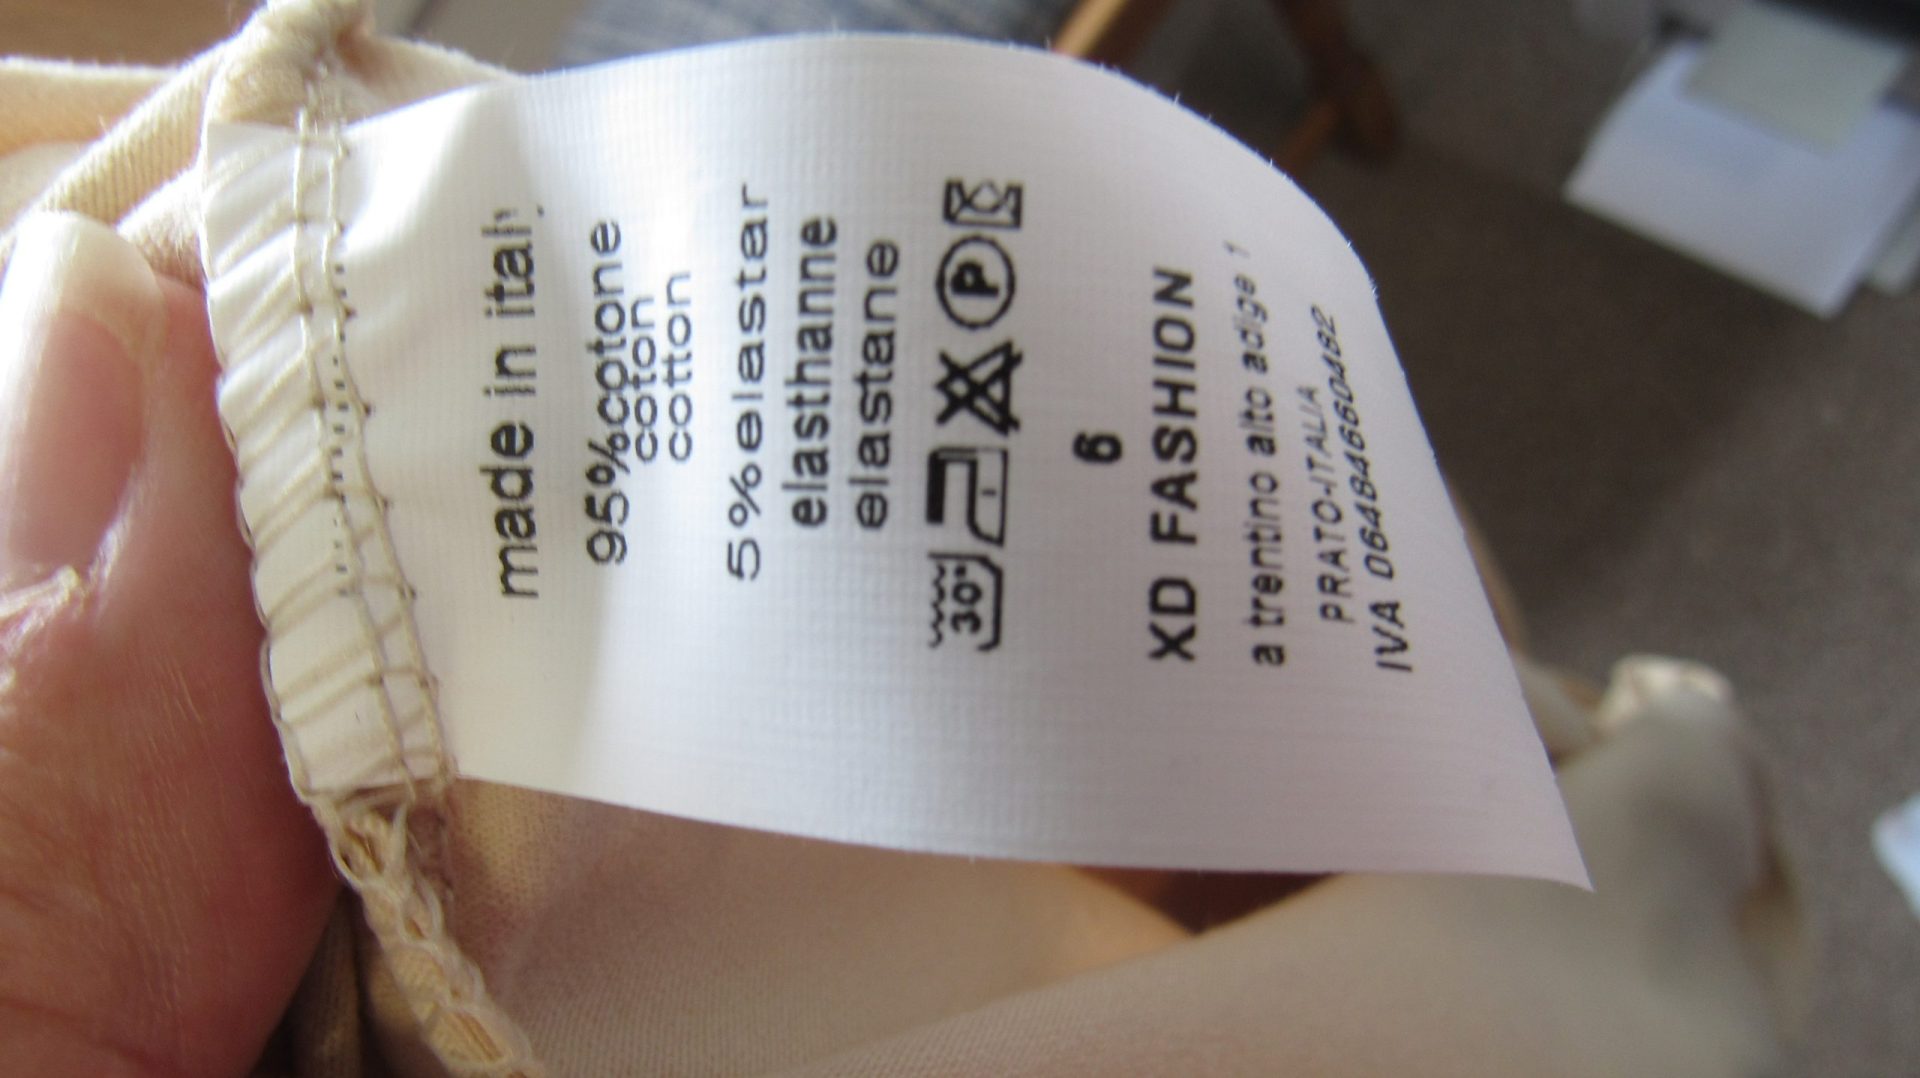 made in italy
95%cotone
coton
cotton
5%elastan
elasthanne
elastane
30°
P
6
XD FASHION
a trentino alto adige 1
PRATO-ITALIA
IVA 06484660482